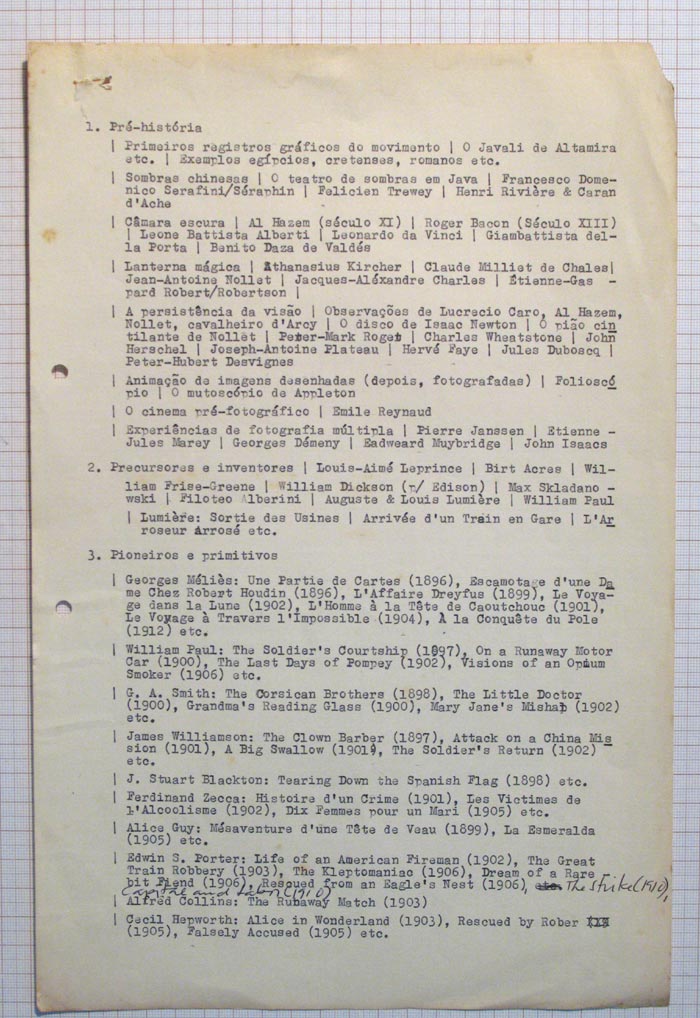 1. Pré-história
| Primeiros registros gráficos do movimento | O Javali de Altamira
etc. | Exemplos egípcios, cretenses, romanos etc.
| Sombras chinesas | O teatro de sombras em Java | Francesco Dome-
nico Serafini/Séraphin | Felicien Trewey | Henri Rivière & Caran
d'Ache
| Câmara escura | Al Hazem (século XI) | Roger Bacon (Século XIII)
| Leone Battista Alberti | Leonardo da Vinci | Giambattista del-
la Porta | Benito Daza de Valdés
| Lanterna mágica | Athanasius Kircher | Claude Milliet de Chales|
Jean-Antoine Nollet | Jacques-Aléxandre Charles | Étienne-Gas -
pard Robert/Robertson |
| A persistência da visão | Observações de Lucrecio Caro, Al Hazem,
Nollet, cavalheiro d'Arcy | O disco de Isaac Newton | O pião cin
tilante de Nollet | Peter-Mark Roget | Charles Wheatstone | John
Herschel | Joseph-Antoine Plateau | Hervé Faye | Jules Duboscq |
Peter-Hubert Desvignes
| Animação de imagens desenhadas (depois, fotografadas) | Folioscó
pio | O mutoscópio de Appleton
| O cinema pré-fotográfico | Emile Reynaud
| Experiências de fotografia múltipla | Pierre Janssen | Etienne -
Jules Marey | Georges Démeny | Eadweard Muybridge | John Isaacs
2. Precursores e inventores | Louis-Aimé Leprince | Birt Acres | Wil-
liam Frise-Greene | William Dickson (p/ Edison) | Max Skladano -
wski | Filoteo Alberini | Auguste & Louis Lumière | William Paul
| Lumière: Sortie des Usines | Arrivée d'un Train en Gare | L'Ar
roseur Arrosé etc.
3. Pioneiros e primitivos
| Georges Méliès: Une Partie de Cartes (1896), Escamotage d'une Da
me Chez Robert Houdin (1896), L'Affaire Dreyfus (1899), Le Voya-
ge dans la Lune (1902), L'Homme à la Tête de Caoutchouc (1901),
Le Voyage à Travers l'Impossible (1904), À la Conquête du Pole
(1912) etc.
| William Paul: The Soldier's Courtship (1897), On a Runaway Motor
Car (1900), The Last Days of Pompey (1902), Visions of an Opium
Smoker (1906) etc.
| G. A. Smith: The Corsican Brothers (1898), The Little Doctor
(1900), Grandma's Reading Glass (1900), Mary Jane's Mishap (1902)
etc.
| James Williamson: The Clown Barber (1897), Attack on a China Mis
sion (1901), A Big Swallow (1901), The Soldier's Return (1902)
etc.
| J. Stuart Blackton: Tearing Down the Spanish Flag (1898) etc.
| Ferdinand Zecca: Histoire d'un Crime (1901), Les Victimes de
l'Alcoolisme (1902), Dix Femmes pour un Mari (1905) etc.
| Alice Guy: Mésaventure d'une Tête de Veau (1899), La Esmeralda
(1905) etc.
| Edwin S. Porter: Life of an American Fireman (1902), The Great
Train Robbery (1903), The Kleptomaniac (1906), Dream of a Rare
bit Fiend (1906), Rescued from an Eagle's Nest (1906), etc. The Strike (1910),
Capital and Labor (1910)
| Alfred Collins: The Runaway Match (1903)
| Cecil Hepworth: Alice in Wonderland (1903), Rescued by Rober
(1905), Falsely Accused (1905) etc.